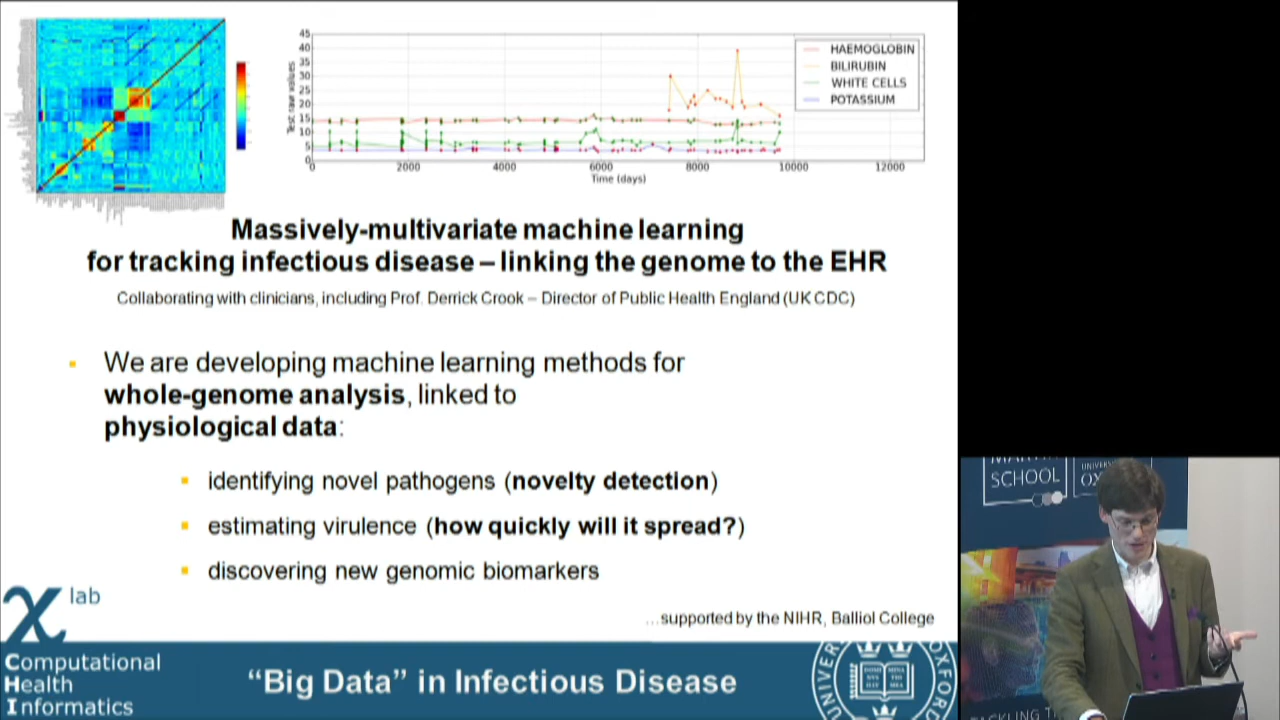 45
40
35
30
25
20
15
10
5
0
0 2000 4000 6000 8000 10000 12000
Time (days)
HAEMOGLOBIN
BILIRUBIN
WHITE CELLS
POTASSIUM
Massively-multivariate machine learning
for tracking infectious disease – linking the genome to the EHR
Collaborating with clinicians, including Prof. Derrick Crook – Director of Public Health England (UK CDC)
We are developing machine learning methods for
whole-genome analysis, linked to
physiological data:
identifying novel pathogens (novelty detection)
estimating virulence (how quickly will it spread?)
discovering new genomic biomarkers
...supported by the NIHR, Balliol College
χ lab
Computational
Health
Informatics
“Big Data” in Infectious Disease
UNIVERSI
OXFORD
SCHOOL
UNIVERS
OX
TACKLING T